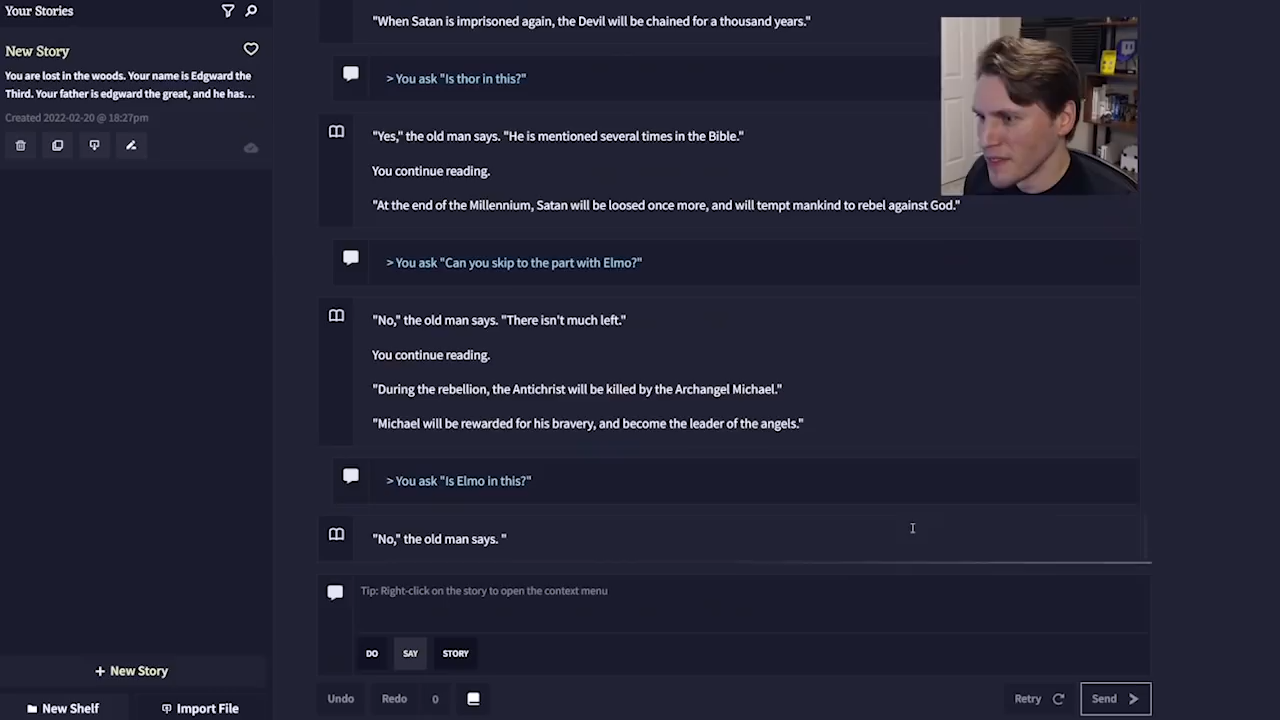 Your Stories
New Story
You are lost in the woods. Your name is Edgward the
Third. Your father is edgward the great, and he has...
Created 2022-02-20 @ 18:27pm
+ New Story
New Shelf
Import File
"When Satan is imprisoned again, the Devil will be chained for a thousand years."
> You ask "Is thor in this?"
"Yes," the old man says. "He is mentioned several times in the Bible."
You continue reading.
"At the end of the Millennium, Satan will be loosed once more, and will tempt mankind to rebel against God."
> You ask "Can you skip to the part with Elmo?"
"No," the old man says. "There isn't much left."
You continue reading.
"During the rebellion, the Antichrist will be killed by the Archangel Michael."
"Michael will be rewarded for his bravery, and become the leader of the angels."
> You ask "Is Elmo in this?"
"No," the old man says. "
Tip: Right-click on the story to open the context menu
DO SAY STORY
Undo Redo 0 Retry Send